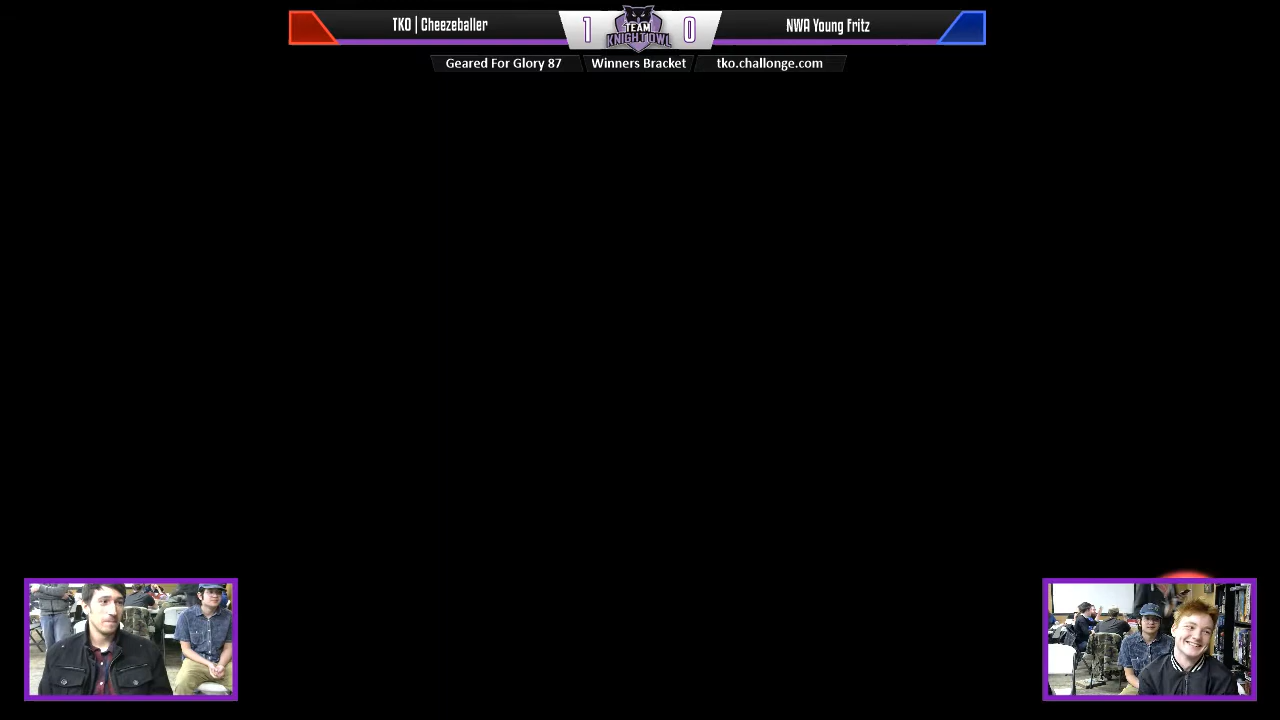 TKO | Cheezeballer 1 TEAM KNIGHT OWL 0 NWA Young Fritz
Geared For Glory 87 Winners Bracket tko.challonge.com